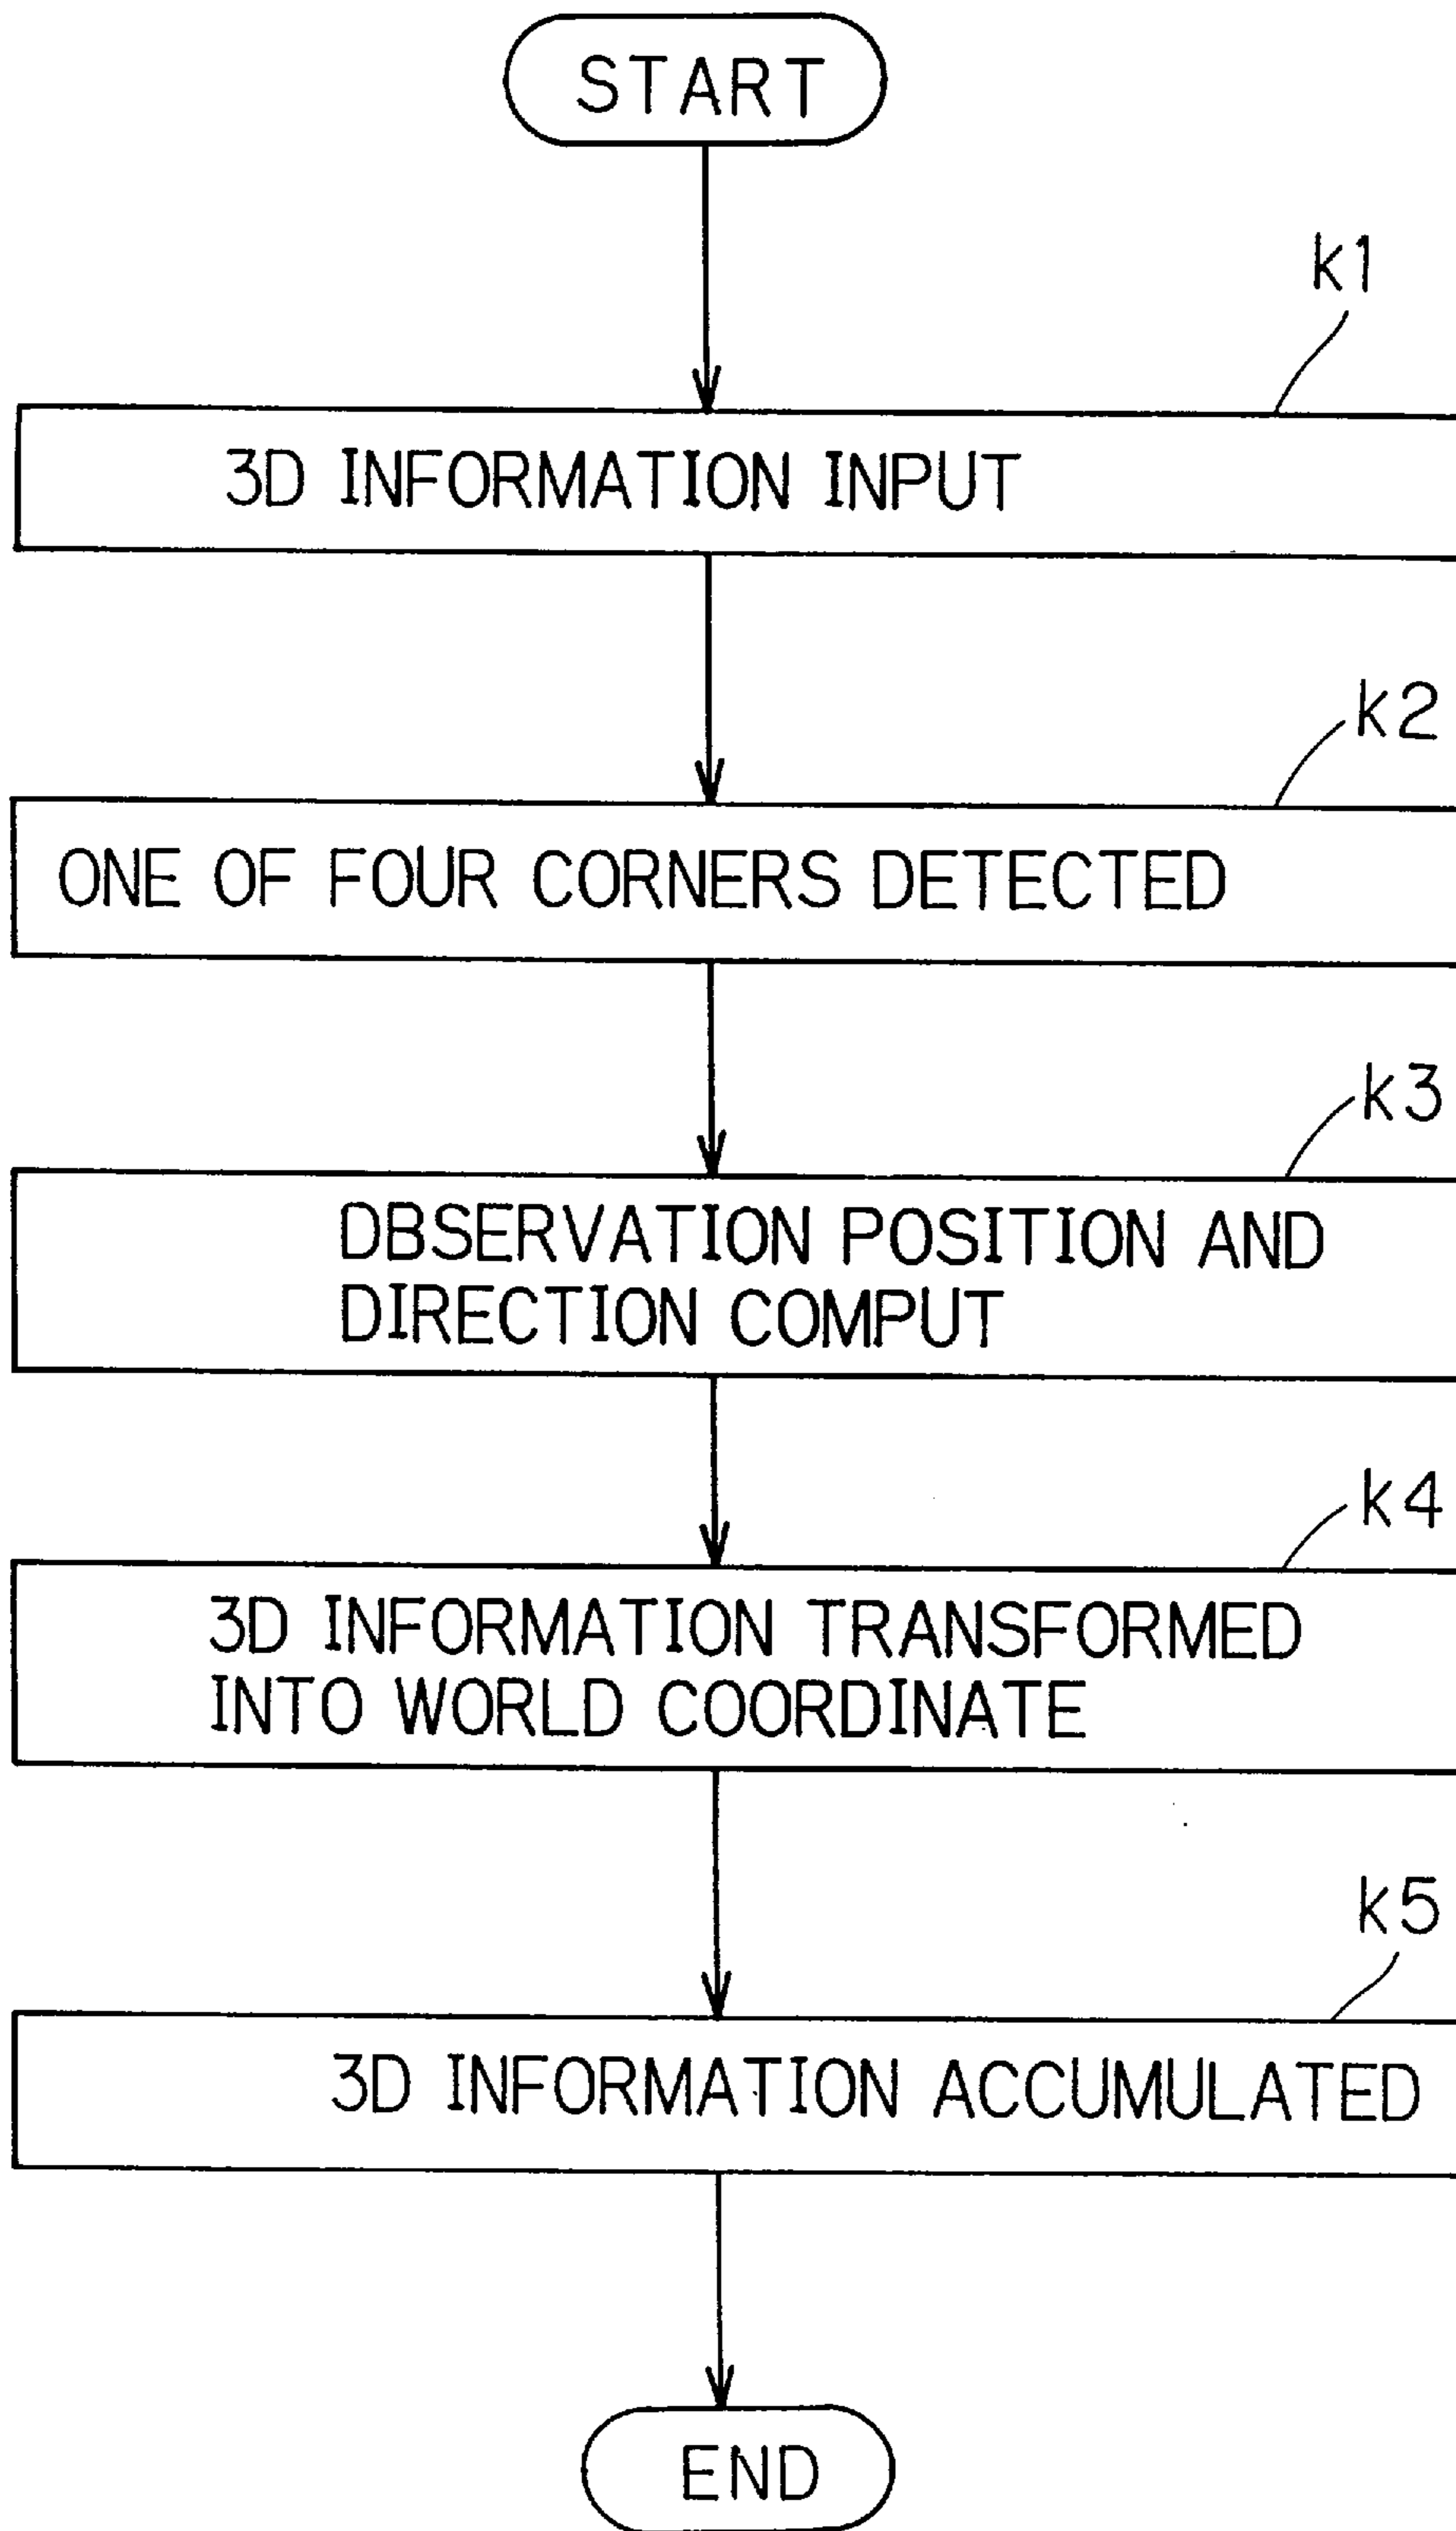 START
k1
3D INFORMATION INPUT
k2
ONE OF FOUR CORNERS DETECTED
k3
DBSERVATION POSITION AND
DIRECTION COMPUT
k4
3D INFORMATION TRANSFORMED
INTO WORLD COORDINATE
k5
3D INFORMATION ACCUMULATED
END